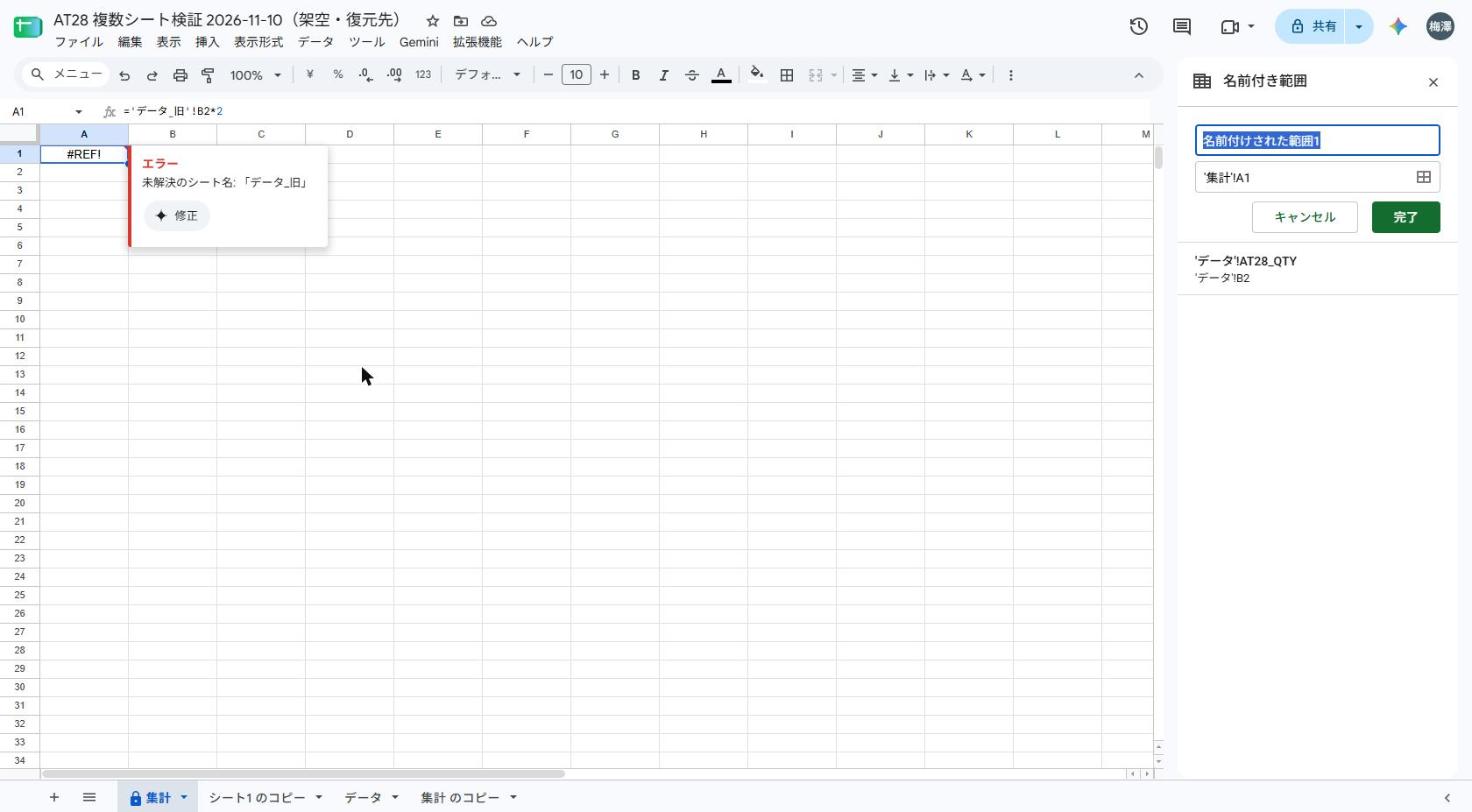 AT28 複数シート検証 2026-11-10（架空・復元先）
ファイル 編集 表示 挿入 表示形式 データ ツール Gemini 拡張機能 ヘルプ
共有
梅澤
メニュー 100% ¥ % .0 .00 123 デフォ... 10 B I S A
A1 fx ='データ_旧'!B2*2
A B C D E F G H I J K L M
1 #REF!
2
3
4
5
6
7
8
9
10
11
12
13
14
15
16
17
18
19
20
21
22
23
24
25
26
27
28
29
30
31
32
33
34
エラー
未解決のシート名: 「データ_旧」
修正
名前付き範囲
名前付けされた範囲1
'集計'!A1
キャンセル 完了
'データ'!AT28_QTY
'データ'!B2
集計 シート1 のコピー データ 集計 のコピー